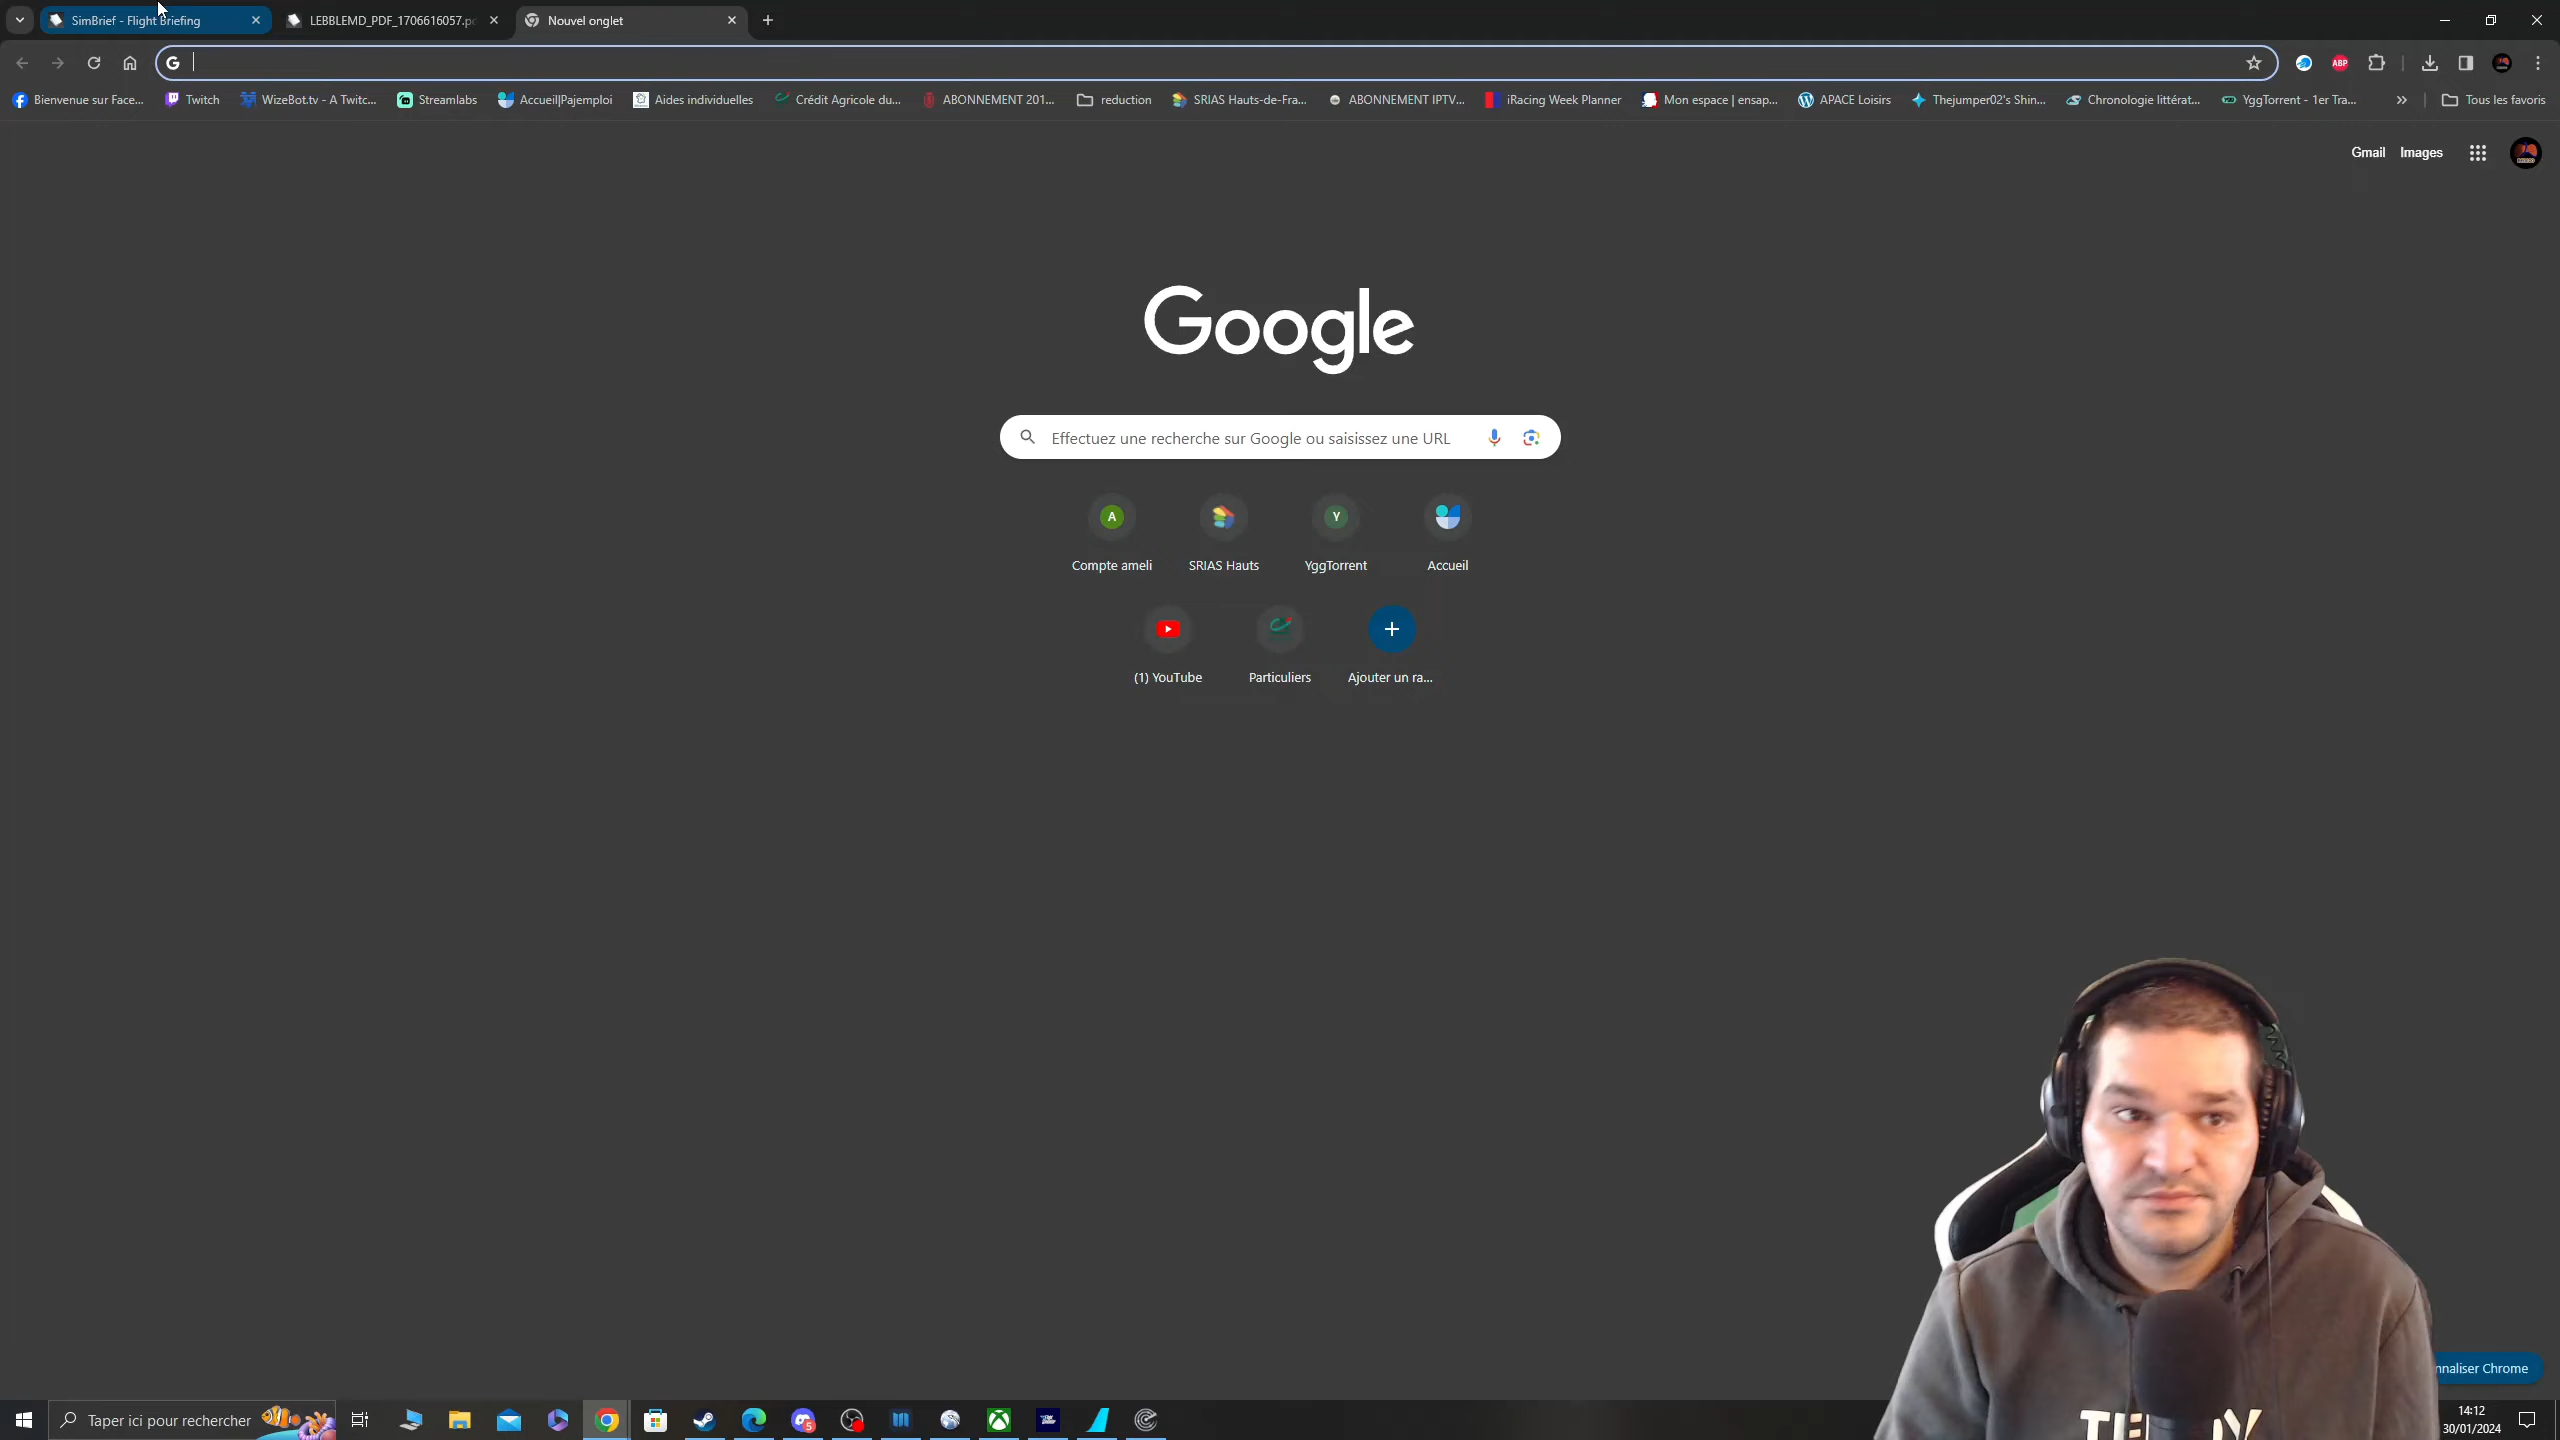 SimBrief - Flight Briefing
LEBBLEMD_PDF_1706616057.p
Nouvel onglet
Bienvenue sur Face...
Twitch
WizeBot.tv - A Twitc...
Streamlabs
Accueil|Pajemploi
Aides individuelles
Crédit Agricole du...
ABONNEMENT 201...
reduction
SRIAS Hauts-de-Fra...
ABONNEMENT IPTV...
iRacing Week Planner
Mon espace | ensap...
APACE Loisirs
Thejumper02's Shin...
Chronologie littérat...
YggTorrent - 1er Tra...
Tous les favoris
ABP
Gmail
Images
Google
Effectuez une recherche sur Google ou saisissez une URL
A
Y
Compte ameli
SRIAS Hauts
YggTorrent
Accueil
(1) YouTube
Particuliers
Ajouter un ra...
nnaliser Chrome
Taper ici pour rechercher
5
14:12
30/01/2024